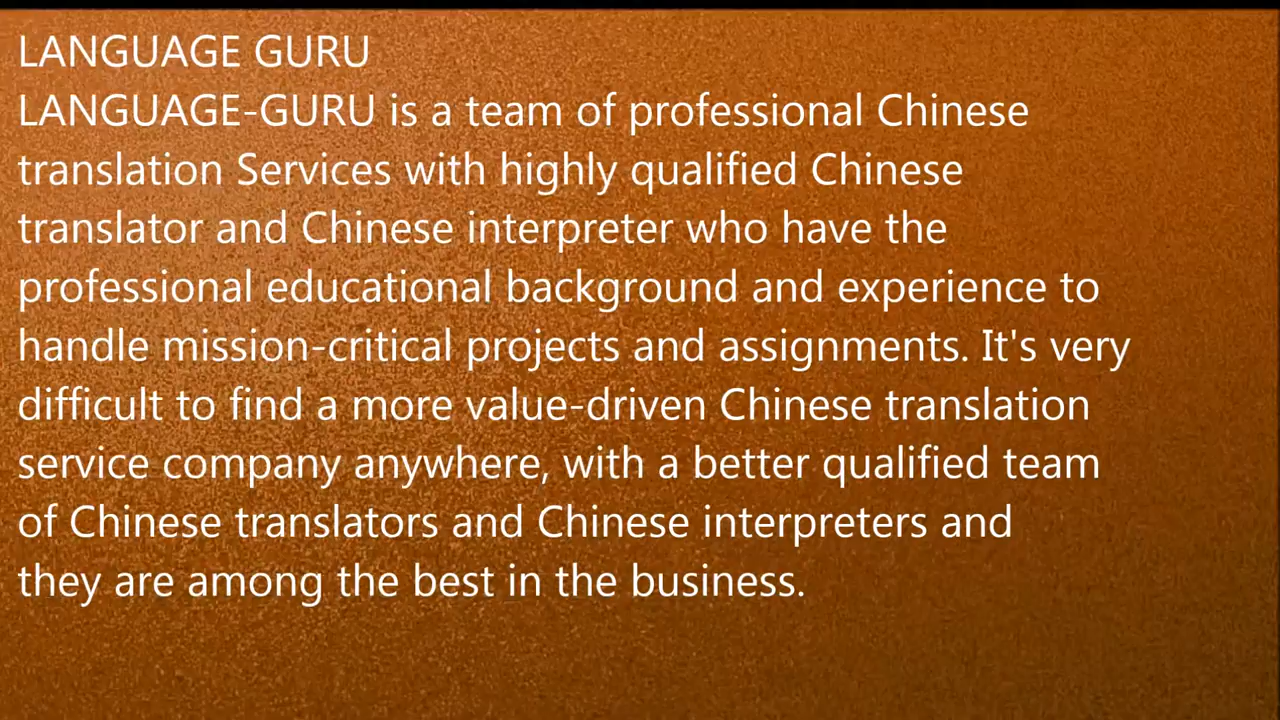 LANGUAGE GURU
LANGUAGE-GURU is a team of professional Chinese
translation Services with highly qualified Chinese
translator and Chinese interpreter who have the
professional educational background and experience to
handle mission-critical projects and assignments. It's very
difficult to find a more value-driven Chinese translation
service company anywhere, with a better qualified team
of Chinese translators and Chinese interpreters and
they are among the best in the business.